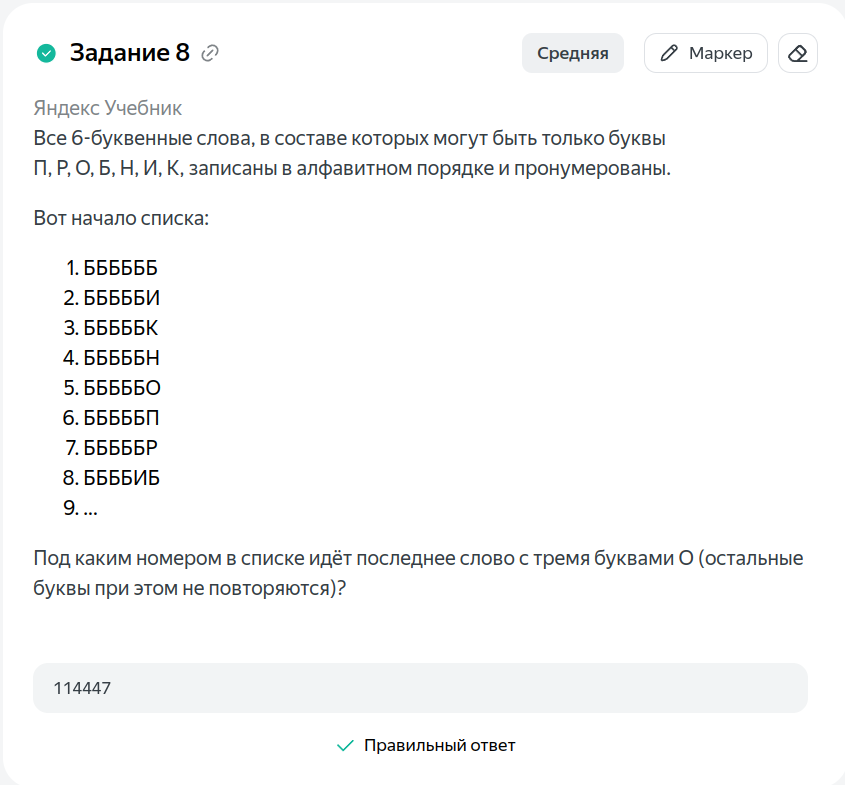 Задание 8
Средняя
Маркер
Яндекс Учебник
Все 6-буквенные слова, в составе которых могут быть только буквы
П, Р, О, Б, Н, И, К, записаны в алфавитном порядке и пронумерованы.
Вот начало списка:
1. ББББББ
2. БББББИ
3. БББББК
4. БББББН
5. БББББО
6. БББББП
7. БББББР
8. ББББИБ
9. ...
Под каким номером в списке идёт последнее слово с тремя буквами О (остальные
буквы при этом не повторяются)?
114447
Правильный ответ